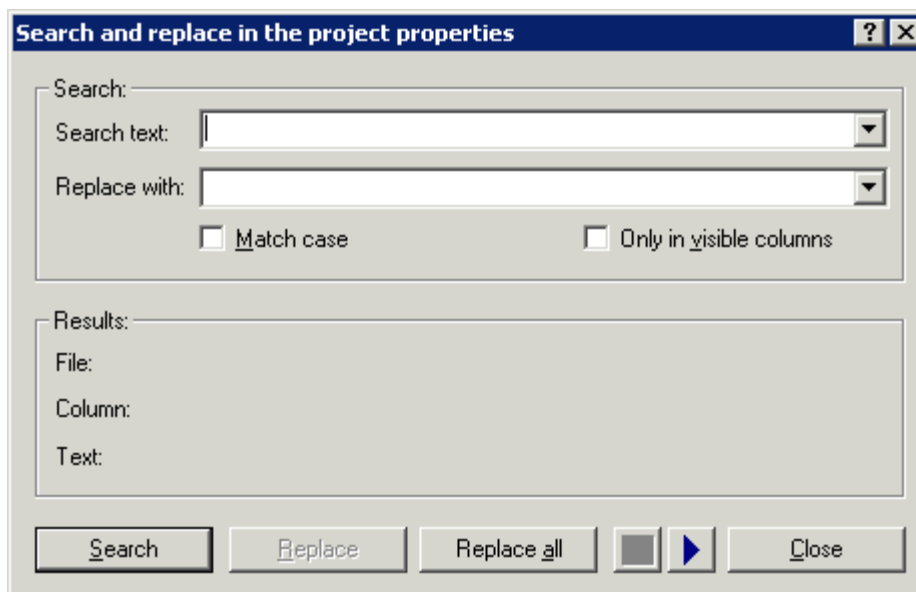 Search and replace in the project properties
Search:
Search text:
Replace with:
Match case Only in visible columns
Results:
File:
Column:
Text:
Search Replace Replace all Close